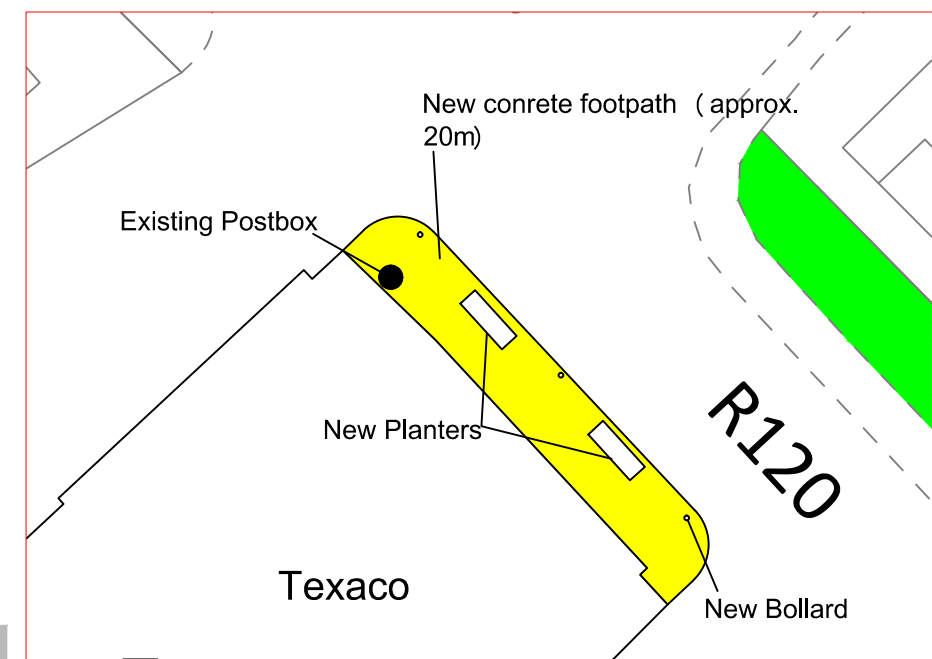 New conrete footpath ( approx.
20m)
Existing Postbox
New Planters
R120
Texaco
New Bollard